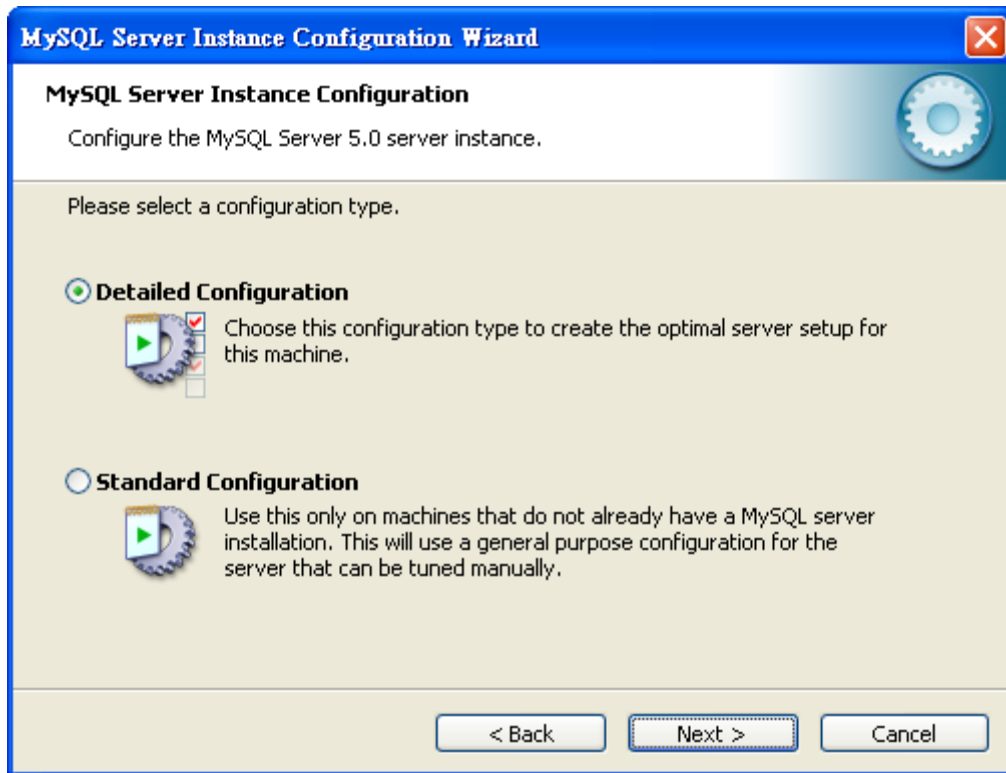 MySQL Server Instance Configuration Wizard
MySQL Server Instance Configuration
Configure the MySQL Server 5.0 server instance.
Please select a configuration type.
Detailed Configuration
Choose this configuration type to create the optimal server setup for
this machine.
Standard Configuration
Use this only on machines that do not already have a MySQL server
installation. This will use a general purpose configuration for the
server that can be tuned manually.
< Back
Next >
Cancel